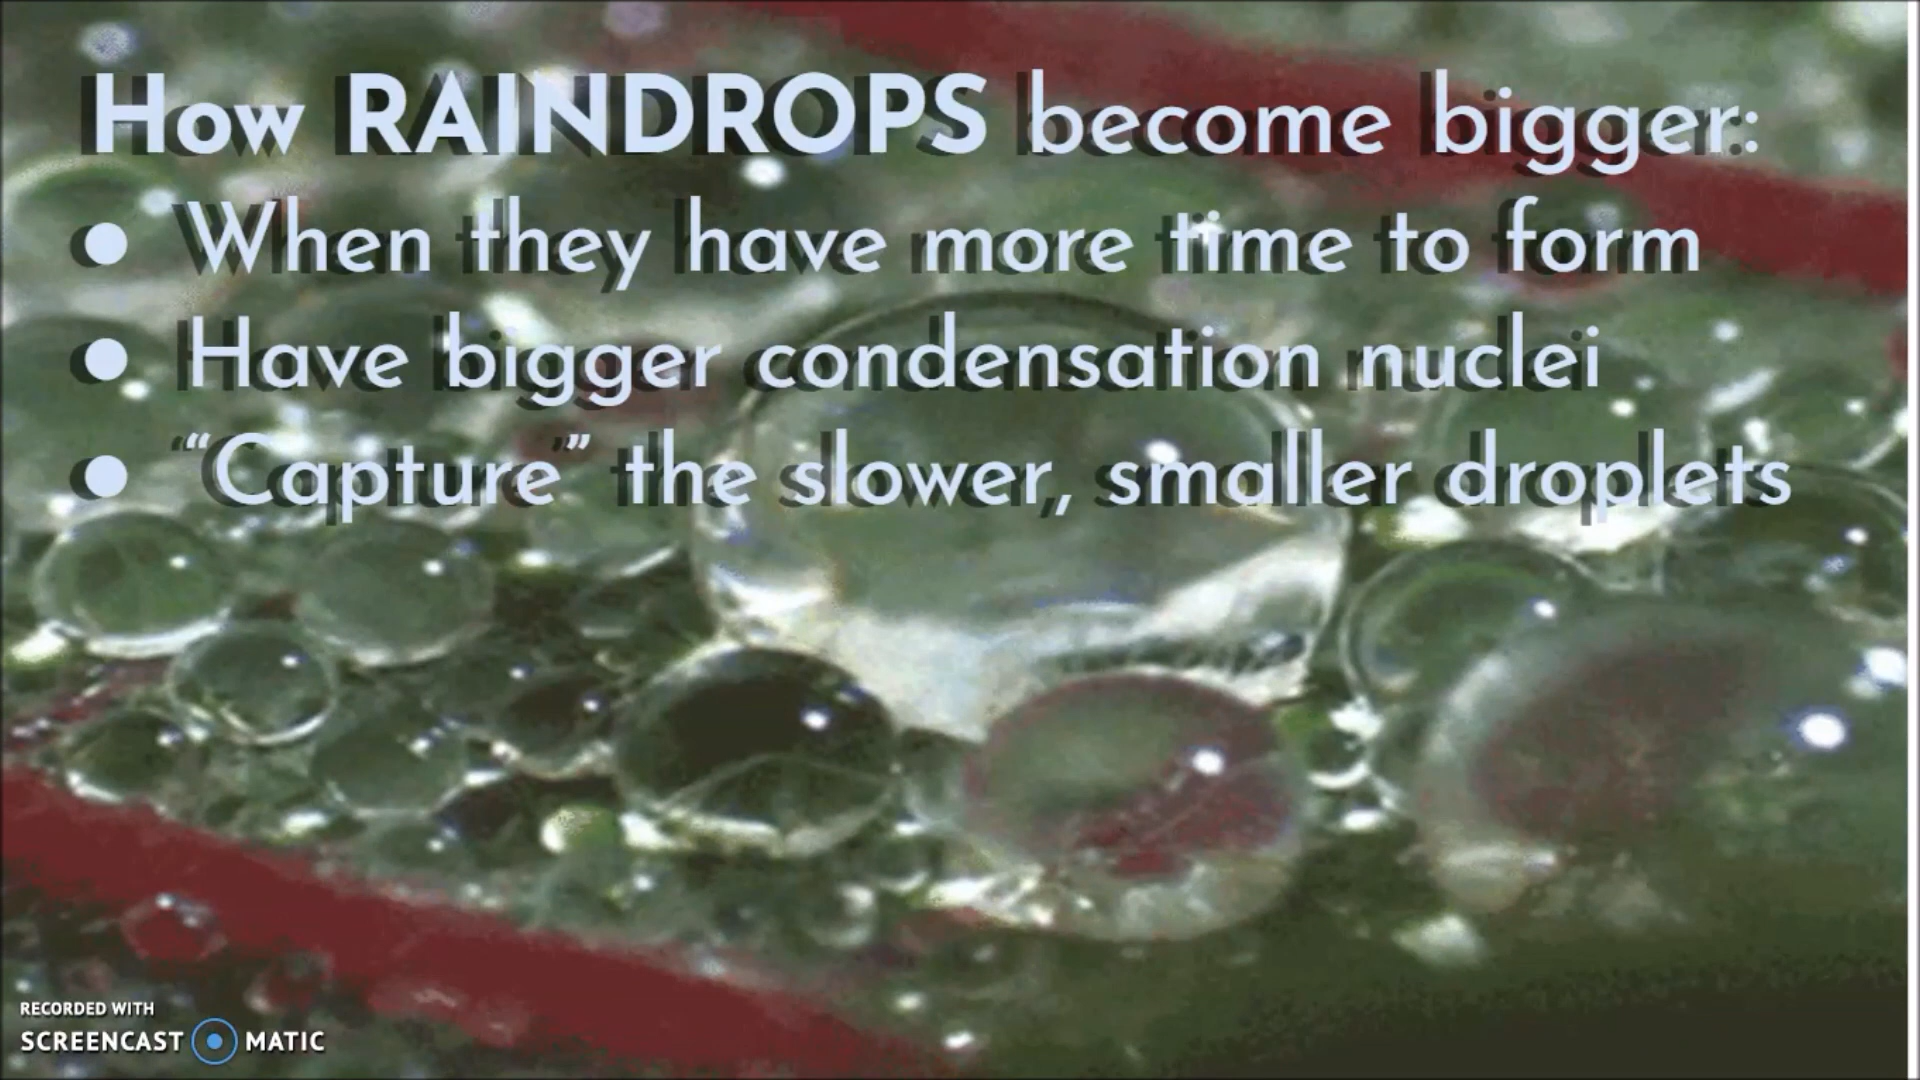 How RAINDROPS become bigger:
● When they have more time to form
● Have bigger condensation nuclei
● “Capture” the slower, smaller droplets
RECORDED WITH
SCREENCAST MATIC